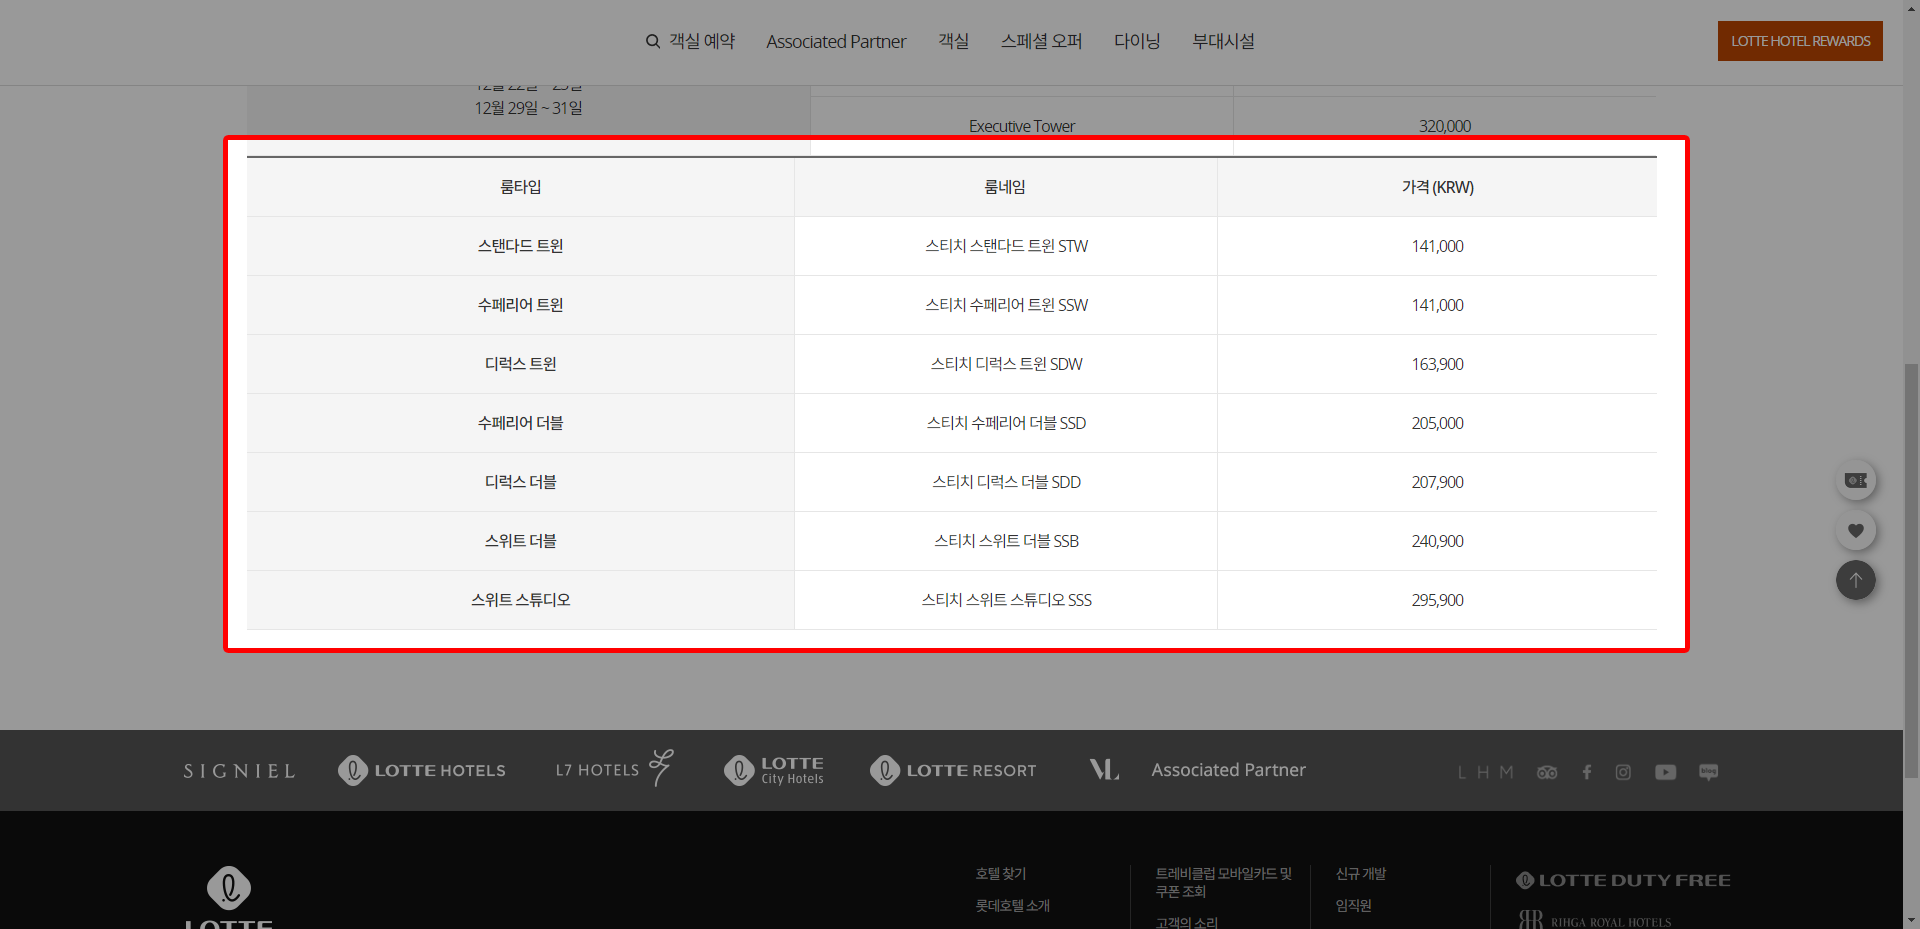 객실 예약 Associated Partner 객실 스페셜 오퍼 다이닝 부대시설 LOTTE HOTEL REWARDS
12월 29일 ~ 31일
Executive Tower 320,000
룸타입 룸네임 가격 (KRW)
스탠다드 트윈 스티치 스탠다드 트윈 STW 141,000
수페리어 트윈 스티치 수페리어 트윈 SSW 141,000
디럭스 트윈 스티치 디럭스 트윈 SDW 163,900
수페리어 더블 스티치 수페리어 더블 SSD 205,000
디럭스 더블 스티치 디럭스 더블 SDD 207,900
스위트 더블 스티치 스위트 더블 SSB 240,900
스위트 스튜디오 스티치 스위트 스튜디오 SSS 295,900
SIGNIEL LOTTE HOTELS L7 HOTELS LOTTE City Hotels LOTTE RESORT VL Associated Partner L H M blog
호텔 찾기 트레비클럽 모바일카드 및 신규 개발 LOTTE DUTY FREE
쿠폰 조회
롯데호텔 소개 임직원
LOTTE 고객의 소리 RIHGA ROYAL HOTELS